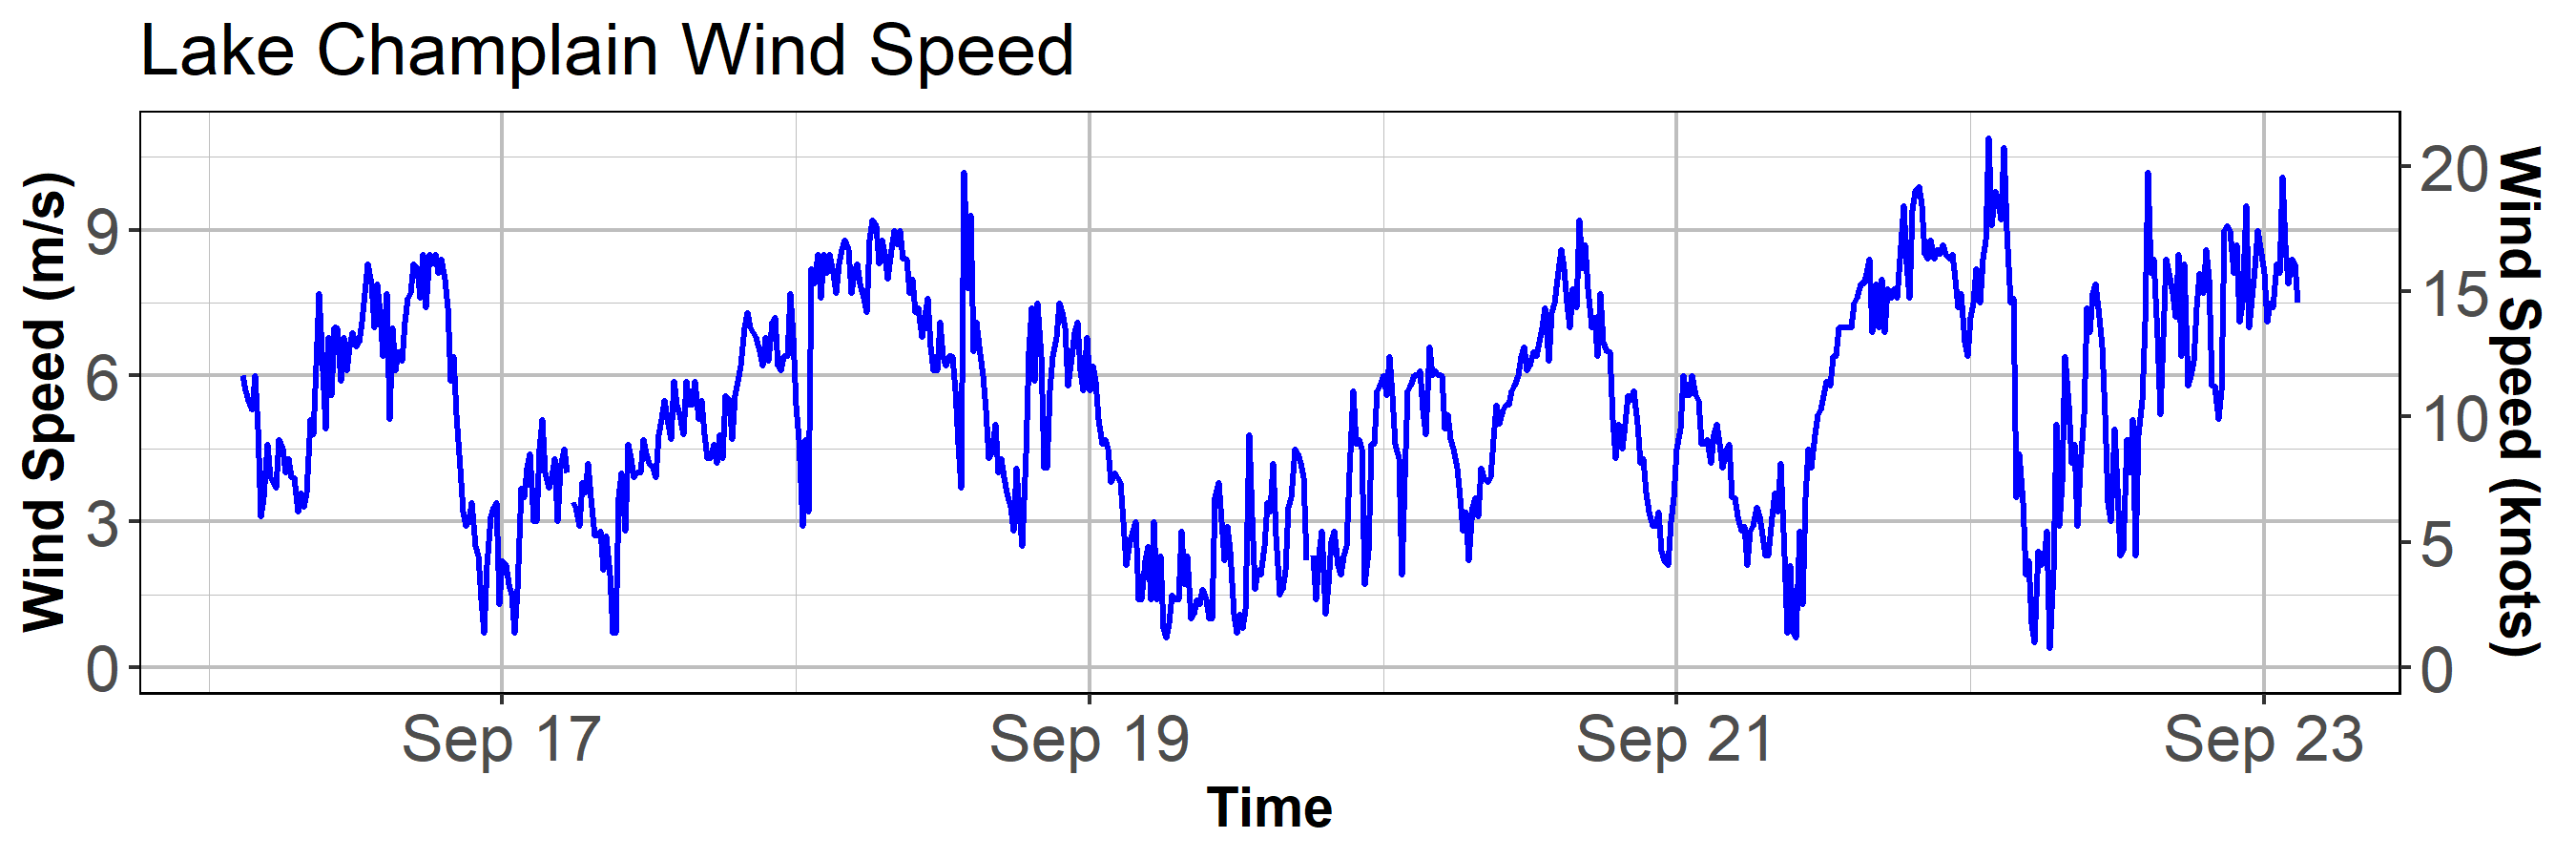 Lake Champlain Wind Speed
Wind Speed (m/s)
9
6
3
0
20
15
10
5
0
Wind Speed (knots)
Sep 17
Sep 19
Sep 21
Sep 23
Time